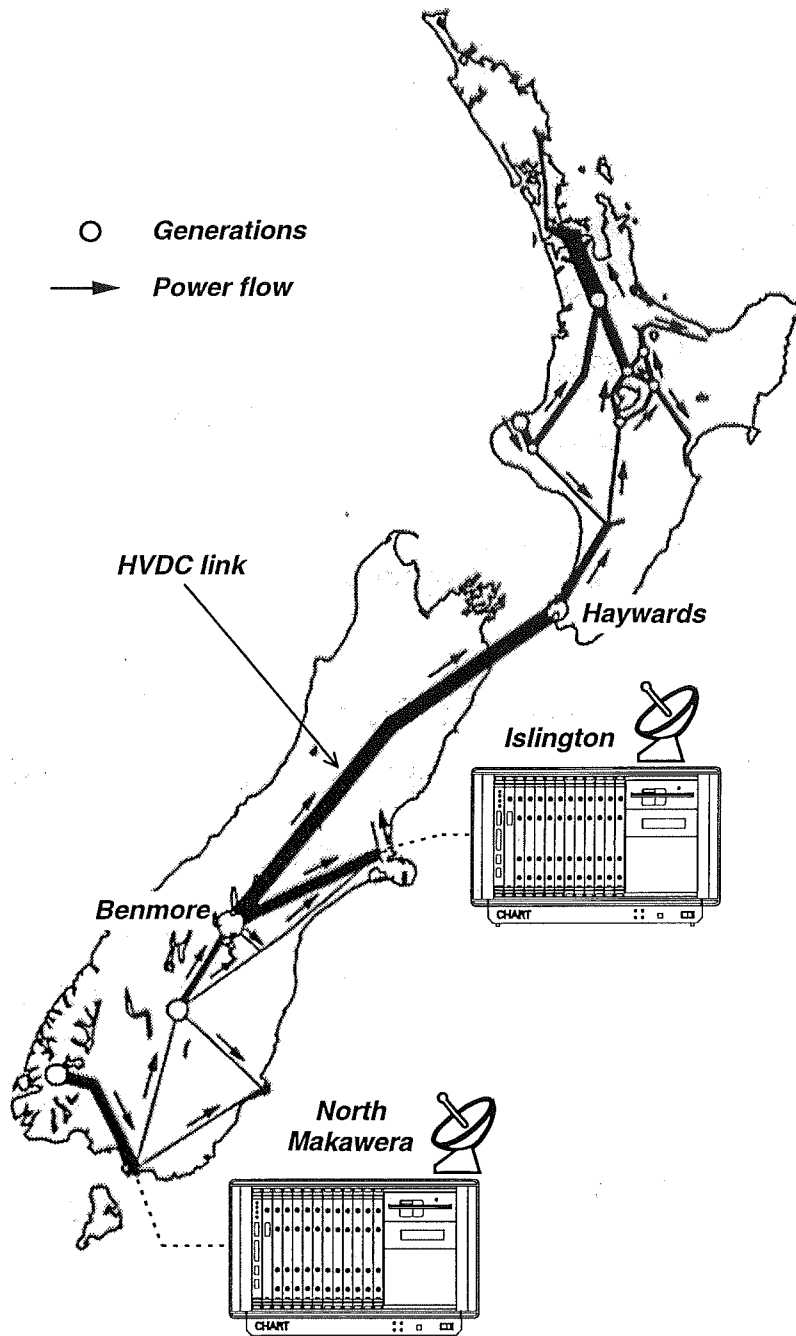 Generations
Power flow
HVDC link
Haywards
Islington
CHART
Benmore
North
Makawera
CHART